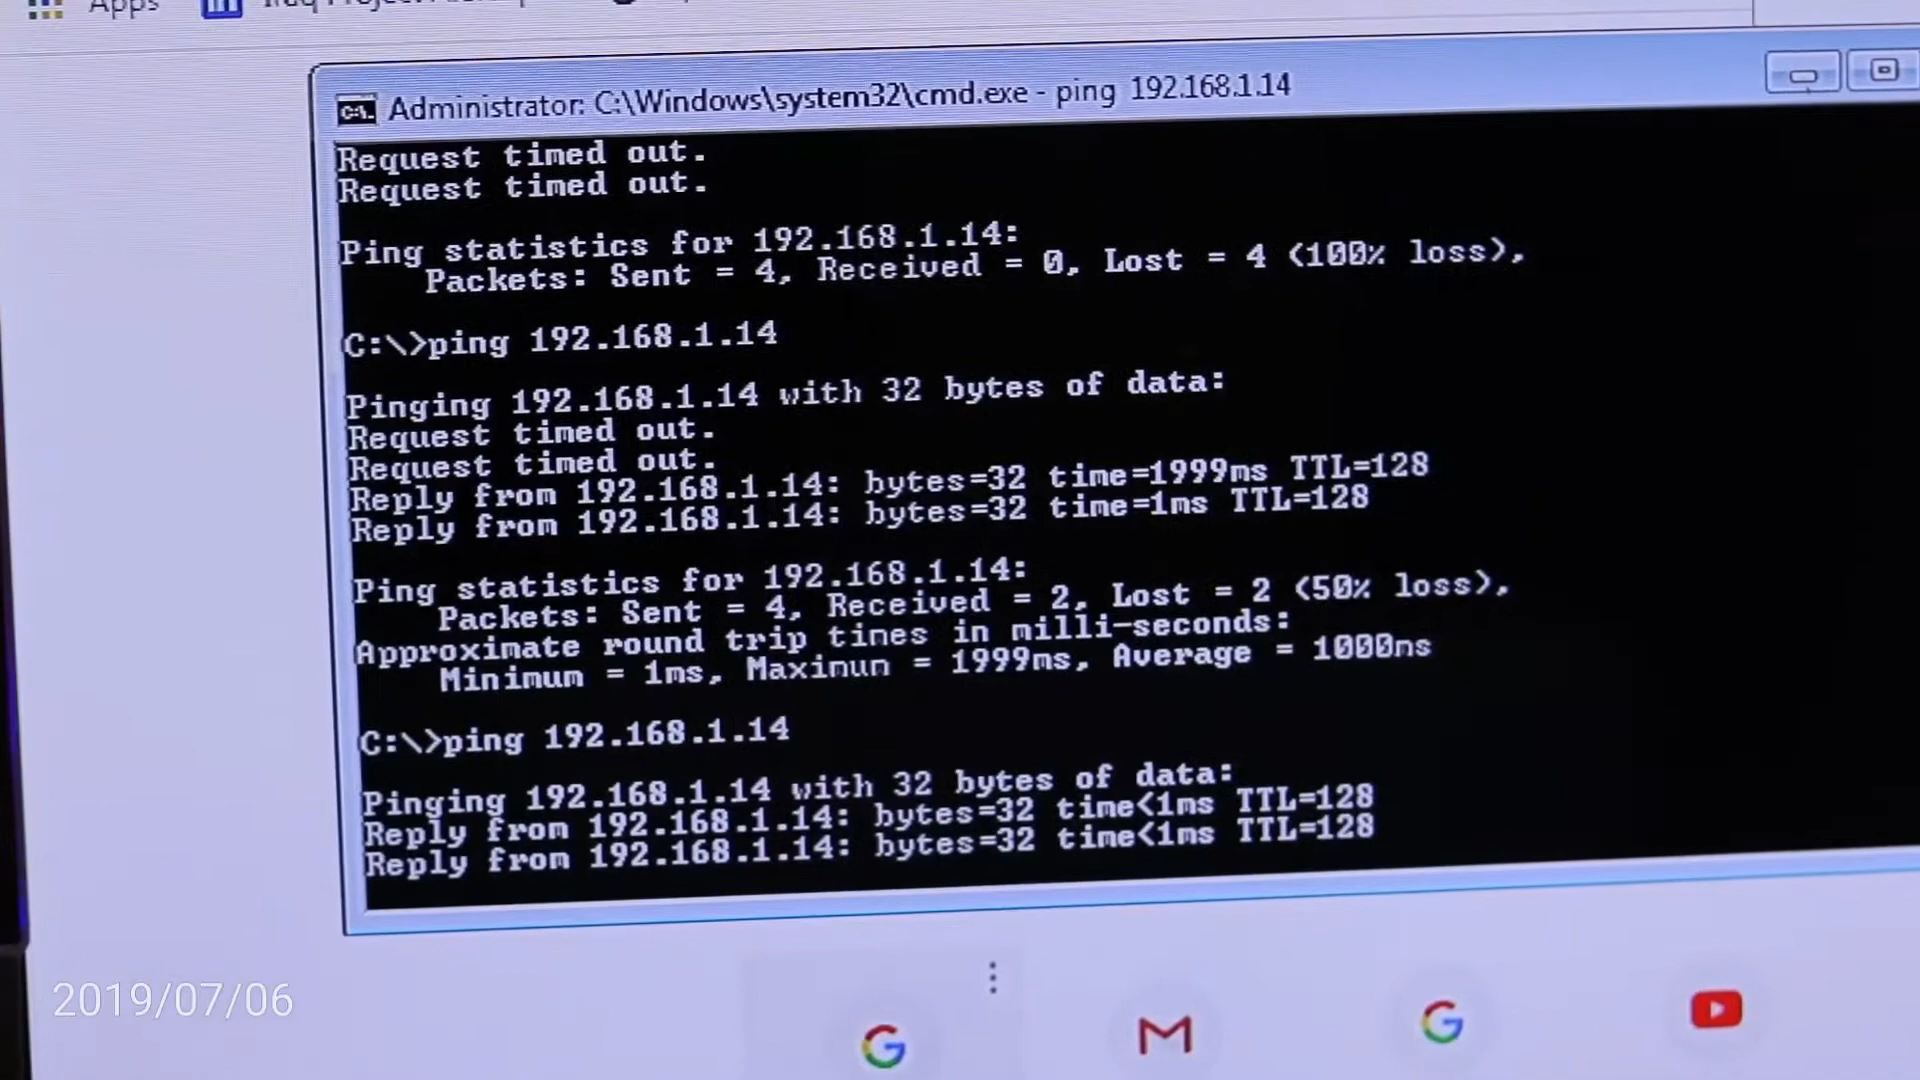 Apps
Administrator: C:\Windows\system32\cmd.exe - ping 192.168.1.14
Request timed out.
Request timed out.
Ping statistics for 192.168.1.14:
Packets: Sent = 4, Received = 0, Lost = 4 (100% loss),
C:\>ping 192.168.1.14
Pinging 192.168.1.14 with 32 bytes of data:
Request timed out.
Request timed out.
Reply from 192.168.1.14: bytes=32 time=1999ms TTL=128
Reply from 192.168.1.14: bytes=32 time=1ms TTL=128
Ping statistics for 192.168.1.14:
Packets: Sent = 4, Received = 2, Lost = 2 (50% loss),
Approximate round trip times in milli-seconds:
Minimum = 1ms, Maximum = 1999ms, Average = 1000ms
C:\>ping 192.168.1.14
Pinging 192.168.1.14 with 32 bytes of data:
Reply from 192.168.1.14: bytes=32 time<1ms TTL=128
Reply from 192.168.1.14: bytes=32 time<1ms TTL=128
2019/07/06